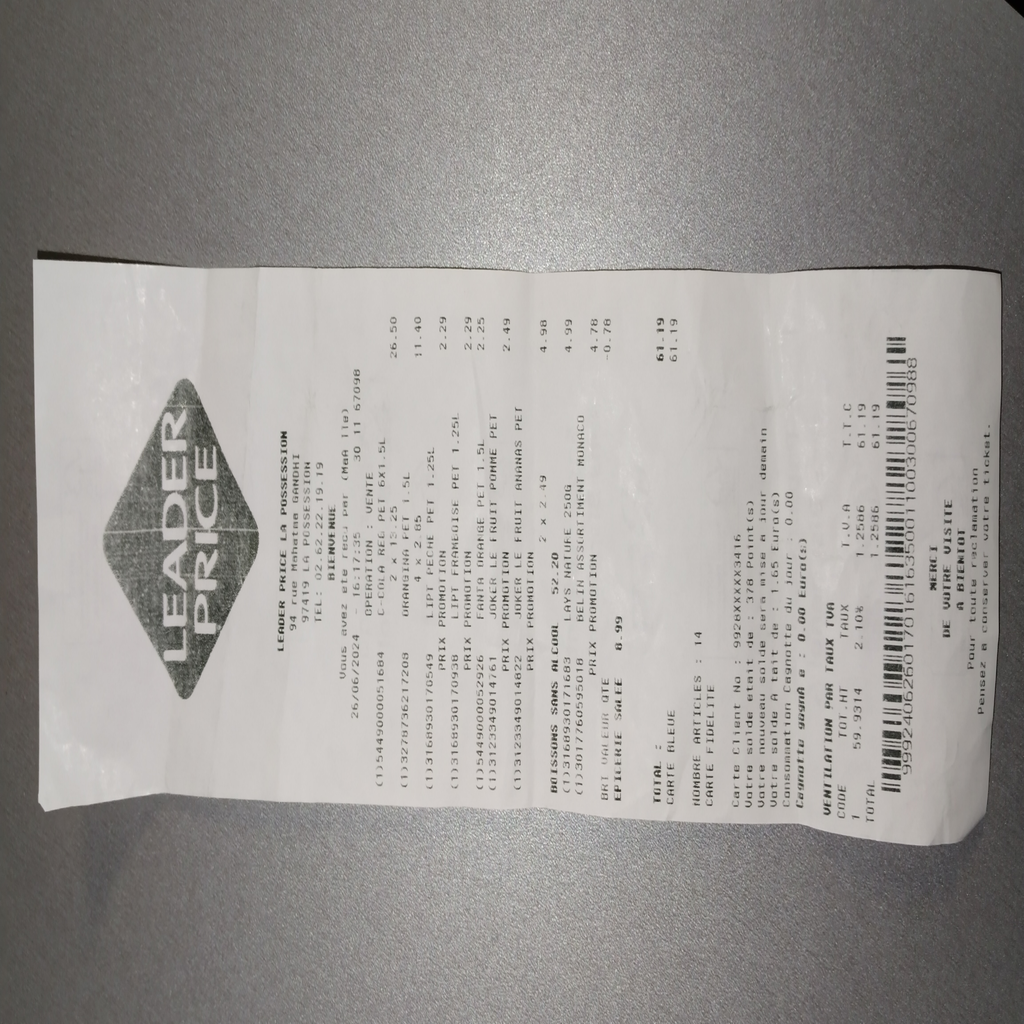 LEADER
PRICE
LEADER PRICE LA POSSESSION
94 rue Mahatma GANDHI
97419 LA POSSESSION
TEL: 02.62.22.19.19
BIENVENUE
Vous avez ete reçu par (MaA lle)
26/06/2024 - 16:17:35 30 11 67098
OPERATION : VENTE
(1)5449000051684 C-COLA REG PET 6X1.5L
2 x 13.25 26.50
(1)3278736217208 ORANGINA PET 1.5L
4 x 2.85 11.40
(1)3168930170549 LIPT PECHE PET 1.25L 2.29
PRIX PROMOTION
(1)3168930170938 LIPT FRAMBOISE PET 1.25L 2.29
PRIX PROMOTION
(1)5449000052926 FANTA ORANGE PET 1.5L 2.25
(1)3123349014761 JOKER LE FRUIT POMME PET 2.49
PRIX PROMOTION
(1)3123349014822 JOKER LE FRUIT ANANAS PET
PRIX PROMOTION 2 x 2.49 4.98
BOISSONS SANS ALCOOL 52.20
(1)3168930171683 LAYS NATURE 250G 4.99
(1)3017760595018 BELIN ASSORTIMENT MONACO
PRIX PROMOTION 4.78
BRI VALEUR QTE -0.78
EPICERIE SALEE 8.99
TOTAL : 61.19
CARTE BLEUE 61.19
NOMBRE ARTICLES : 14
CARTE FIDELITE
Carte Client No : 9928XXXXX3416
Votre solde etait de : 378 Point(s)
Votre nouveau solde sera mise a jour demain
Votre solde A tait de : 1.65 Euro(s)
Consommation Cagnotte du jour : 0.00
Cagnotte gagnA e : 0.00 Euro(s)
VENTILATION PAR TAUX TVA
CODE TOT.HT TAUX T.V.A T.T.C
1 59.9314 2.10% 1.2586 61.19
TOTAL 1.2586 61.19
MERCI
DE VOTRE VISITE
A BIENTOT
Pour toute reclamation
Pensez a conserver votre ticket.